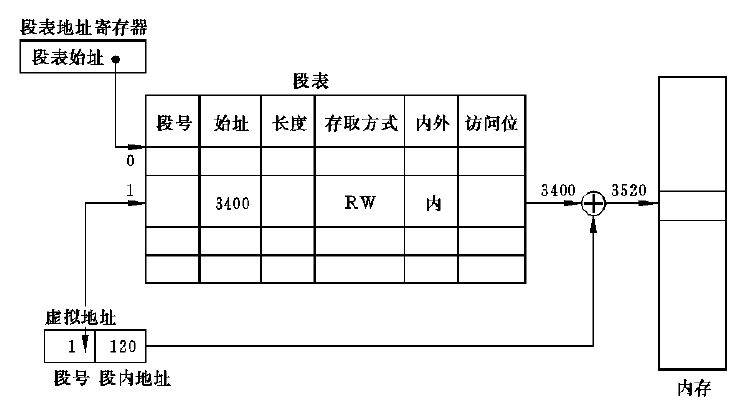 段表地址寄存器
段表始址
段表
段号 始址 长度 存取方式 内外 访问位
0
1
3400 RW 内
3400
3520
虚拟地址
1 120
段号 段内地址
内存